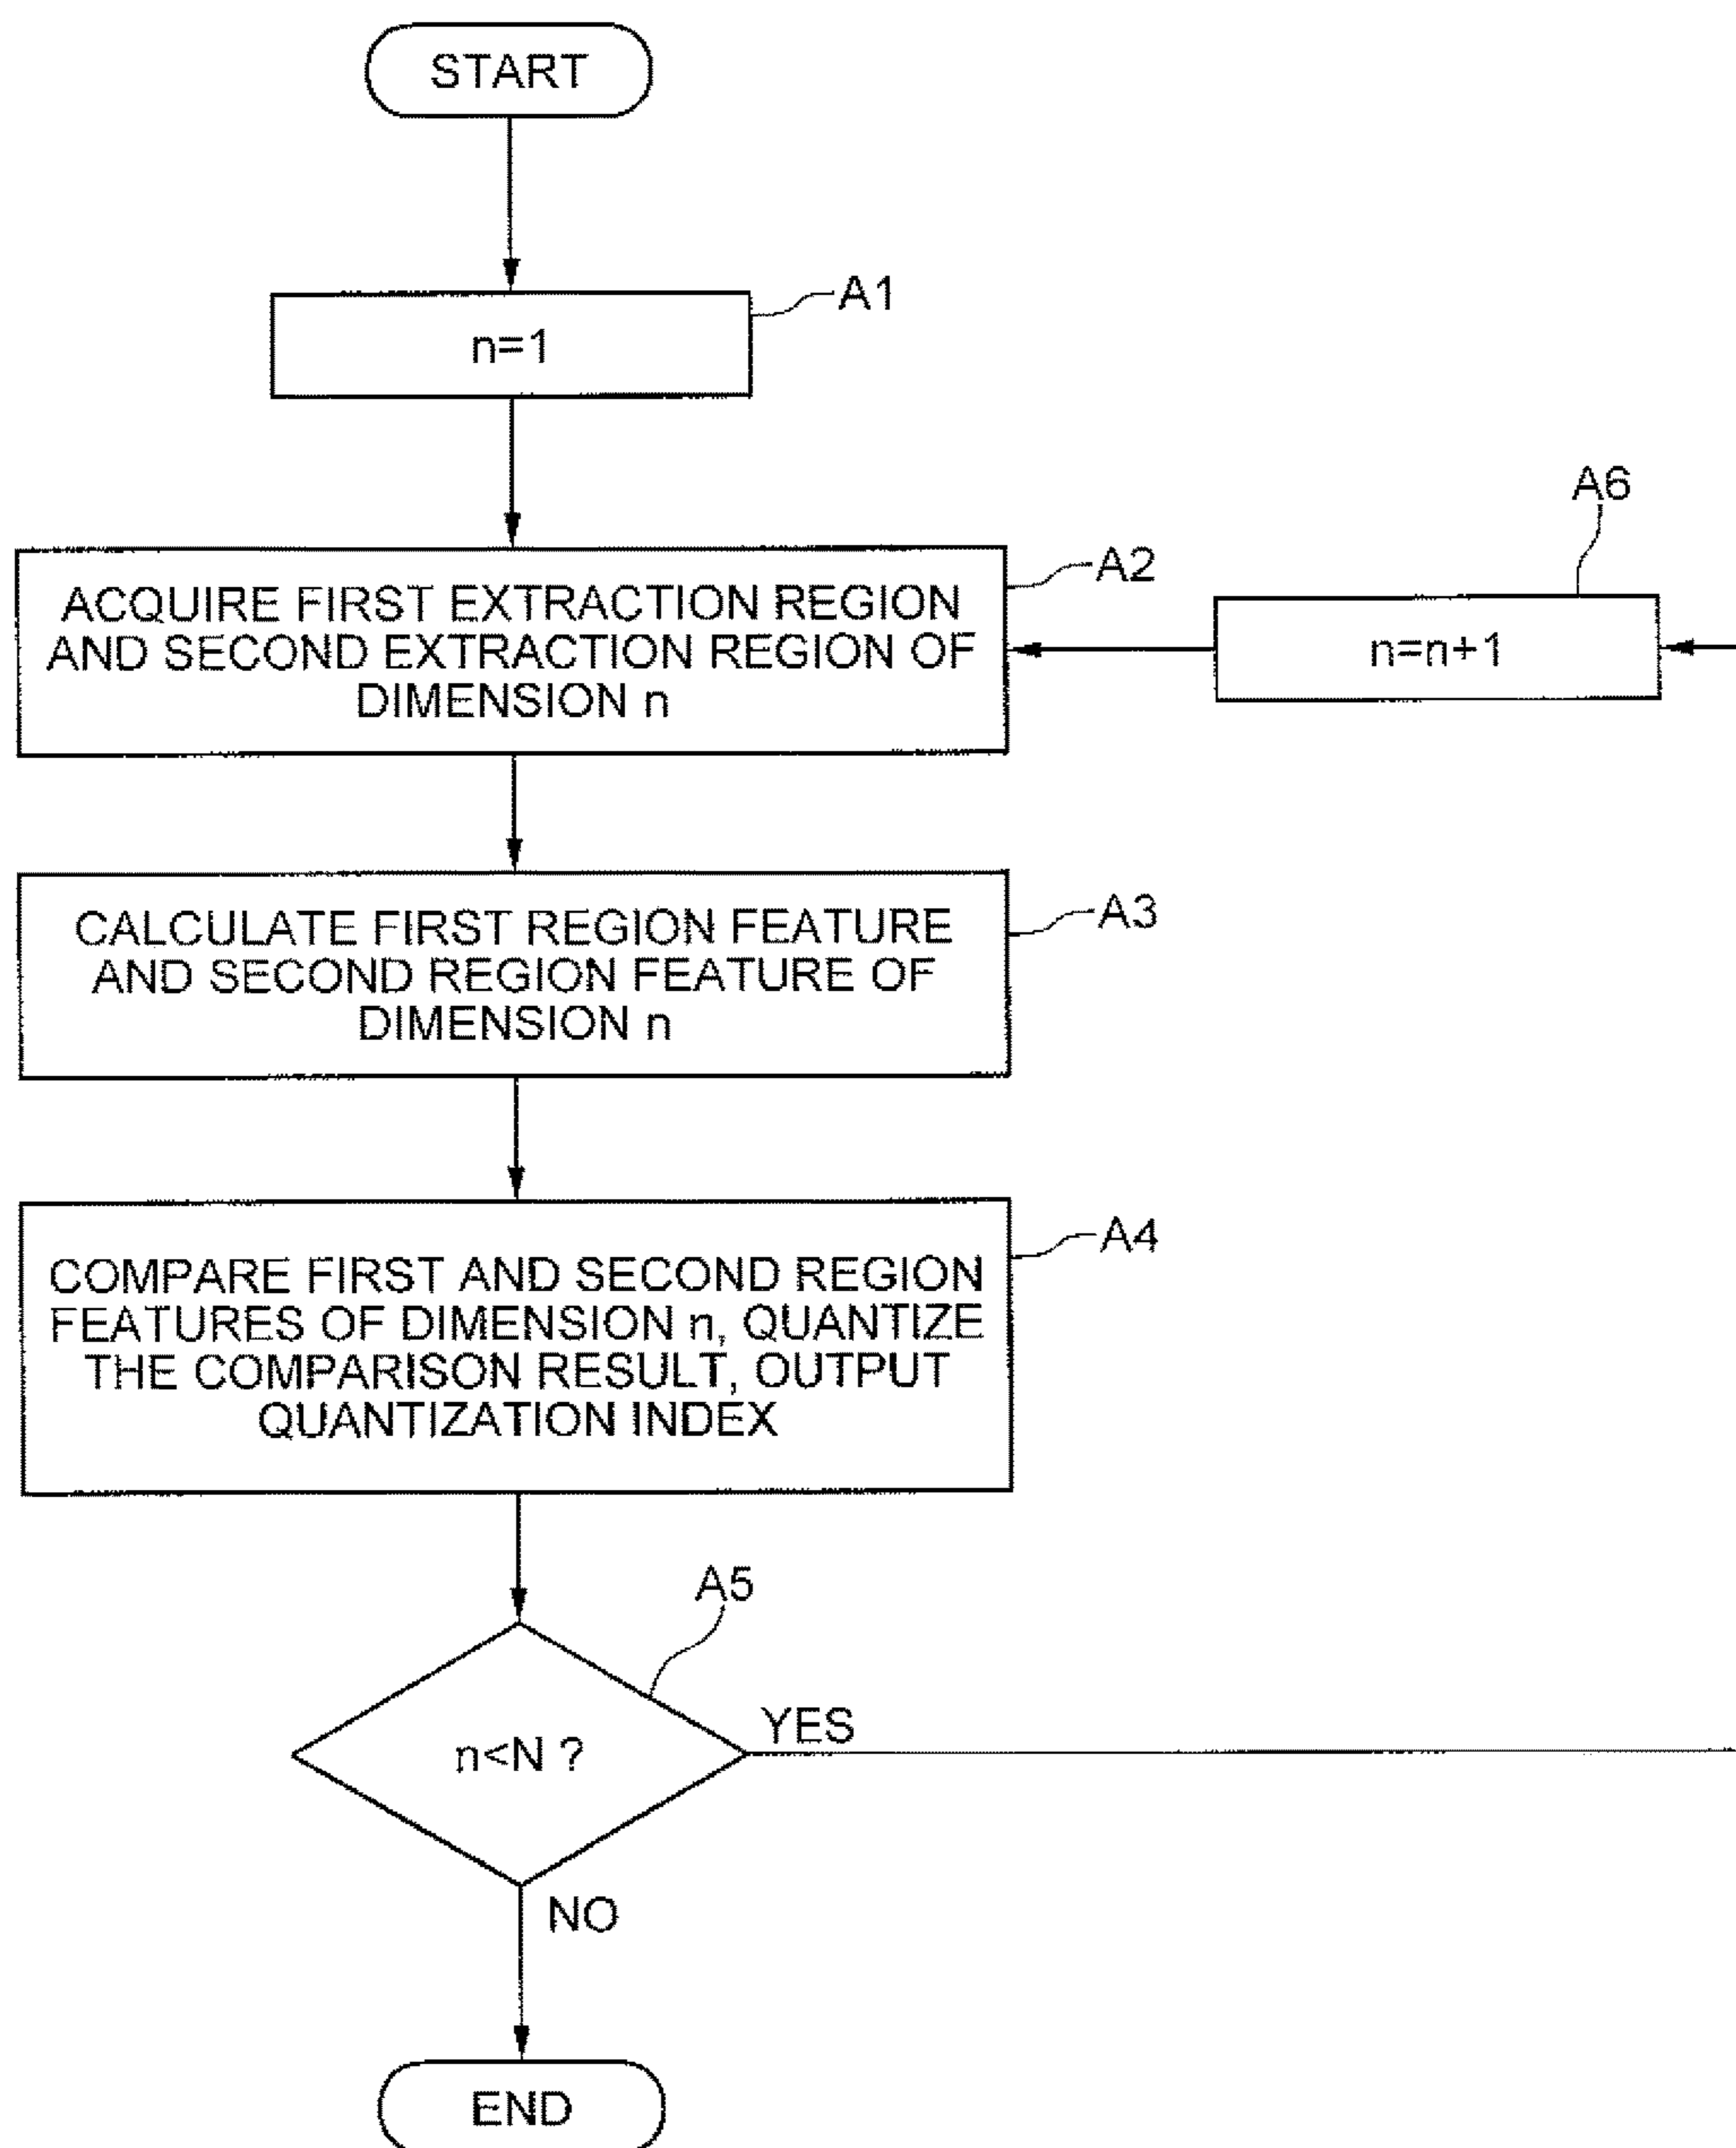 START
A1
n=1
A6
A2
ACQUIRE FIRST EXTRACTION REGION
AND SECOND EXTRACTION REGION OF
DIMENSION n
n=n+1
A3
CALCULATE FIRST REGION FEATURE
AND SECOND REGION FEATURE OF
DIMENSION n
A4
COMPARE FIRST AND SECOND REGION
FEATURES OF DIMENSION n, QUANTIZE
THE COMPARISON RESULT, OUTPUT
QUANTIZATION INDEX
A5
n<N ?
YES
NO
END